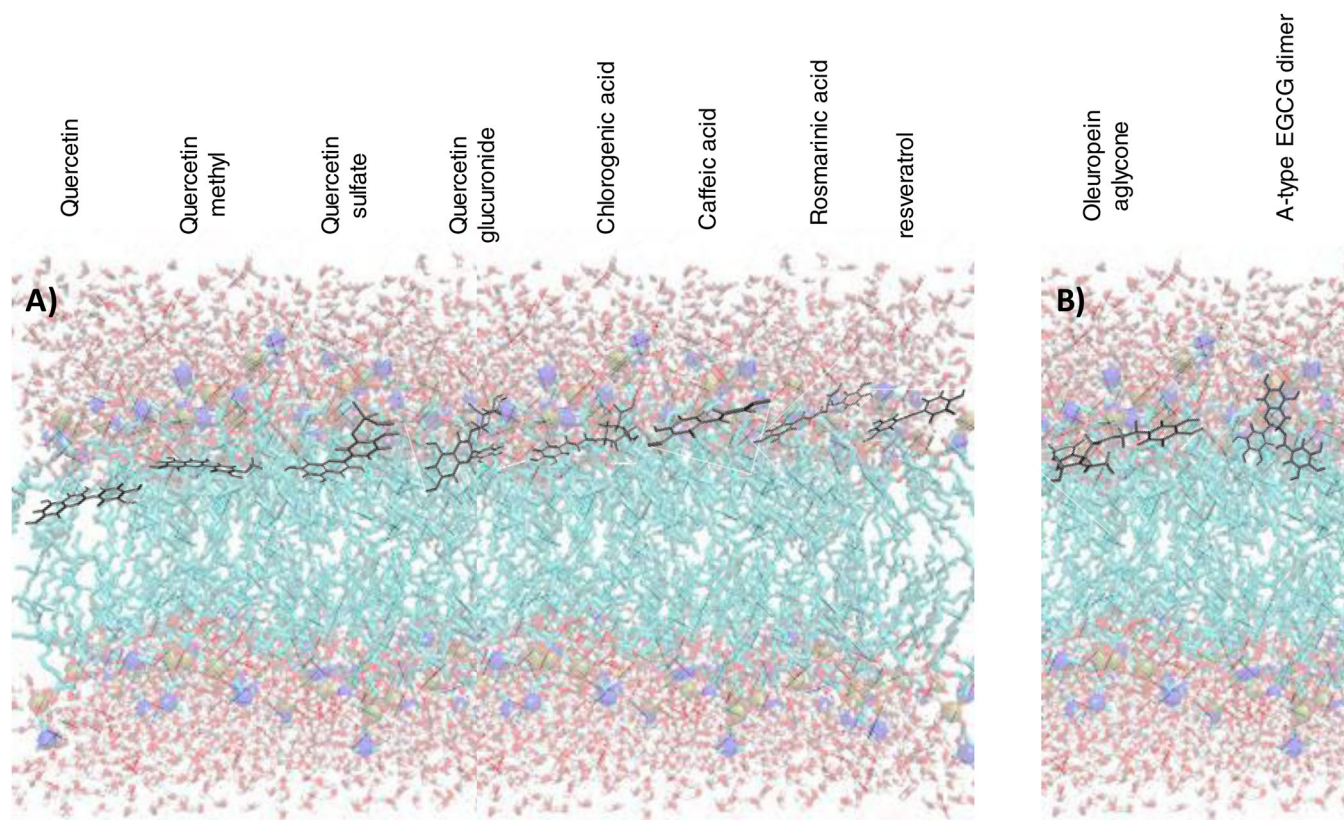 Quercetin
Quercetin
methyl
Quercetin
sulfate
Quercetin
glucuronide
Chlorogenic acid
Caffeic acid
Rosmarinic acid
resveratrol
Oleuropein
aglycone
A-type EGCG dimer
A)
B)